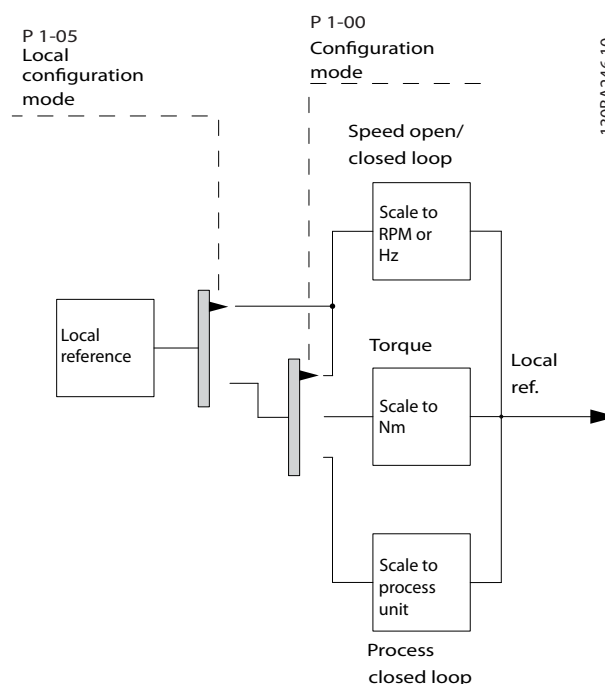 P 1-05
Local
configuration
mode
P 1-00
Configuration
mode
Speed open/
closed loop
Scale to
RPM or
Hz
Local
reference
Torque
Scale to
Nm
Local
ref.
Scale to
process
unit
Process
closed loop